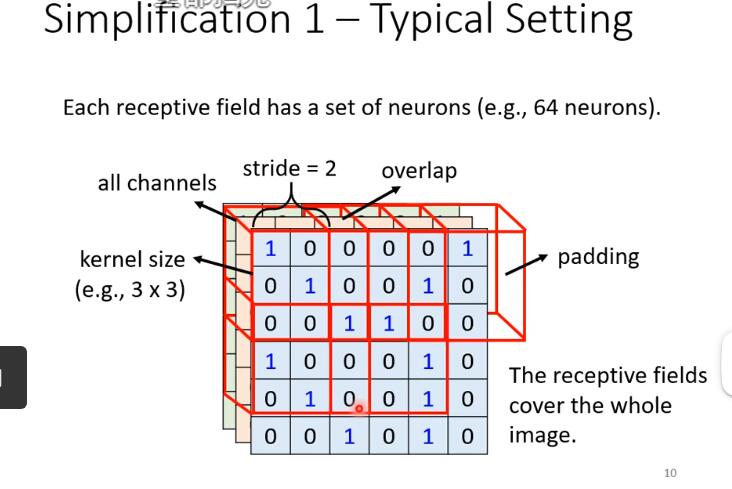 Simplification 1 – Typical Setting
Each receptive field has a set of neurons (e.g., 64 neurons).
stride = 2
overlap
all channels
kernel size
(e.g., 3 x 3)
padding
1 0 0 0 0 1
0 1 0 0 1 0
0 0 1 1 0 0
1 0 0 0 1 0
0 1 0 0 1 0
0 0 1 0 1 0
The receptive fields
cover the whole
image.
10